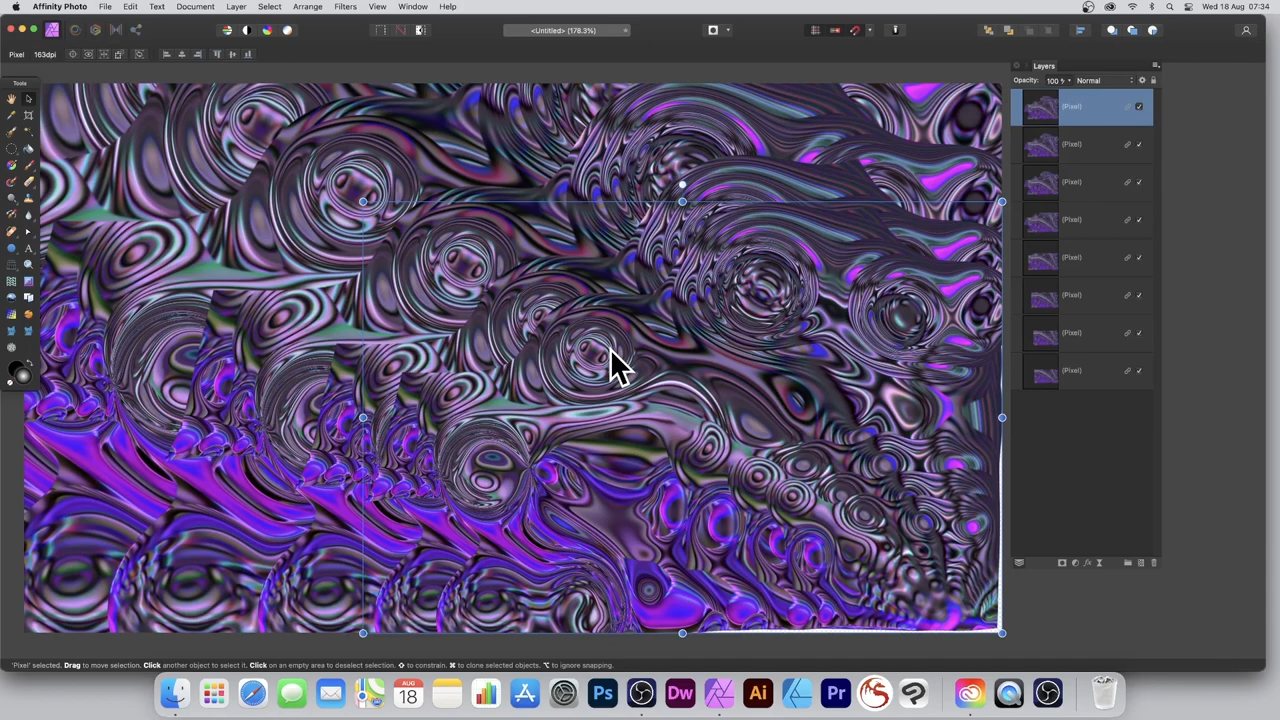 Affinity Photo File Edit Text Document Layer Select Arrange Filters View Window Help
Wed 18 Aug 07:34
<Untitled> (178.3%)
Pixel 163dpi
Tools
Layers
Opacity: 100 % Normal
(Pixel)
(Pixel)
(Pixel)
(Pixel)
(Pixel)
(Pixel)
(Pixel)
(Pixel)
'Pixel' selected. Drag to move selection. Click another object to select it. Click on an empty area to deselect selection. ⇧ to constrain. ⌘ to clone selected objects. ⌥ to ignore snapping.
AUG
18
Ps
Dw
Ai
Pr